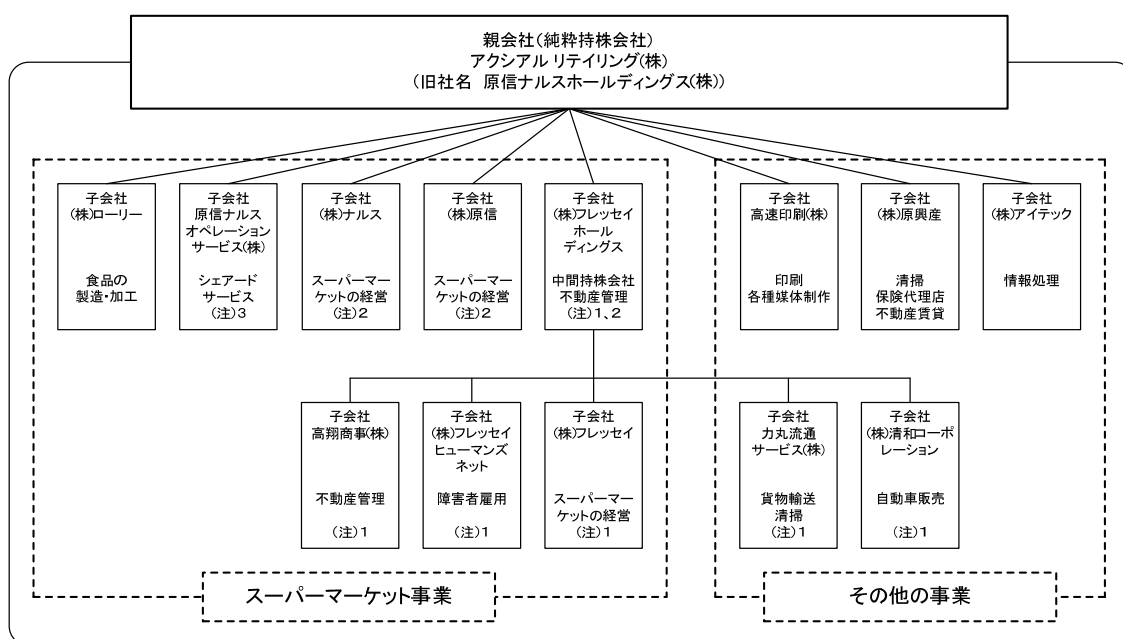 親会社(純粋持株会社)
アクシアル リテイリング(株)
(旧社名 原信ナルスホールディングス(株))
子会社
(株)ローリー
食品の
製造・加工
子会社
原信ナルス
オペレーション
サービス(株)
シェアード
サービス
(注)3
子会社
(株)ナルス
スーパーマー
ケットの経営
(注)2
子会社
(株)原信
スーパーマー
ケットの経営
(注)2
子会社
(株)フレッセイ
ホール
ディングス
中間持株会社
不動産管理
(注)1、2
子会社
高速印刷(株)
印刷
各種媒体制作
子会社
(株)原興産
清掃
保険代理店
不動産賃貸
子会社
(株)アイテック
情報処理
子会社
高翔商事(株)
不動産管理
(注)1
子会社
(株)フレッセイ
ヒューマンズ
ネット
障害者雇用
(注)1
子会社
(株)フレッセイ
スーパーマー
ケットの経営
(注)1
子会社
力丸流通
サービス(株)
貨物輸送
清掃
(注)1
子会社
(株)清和コーポ
レーション
自動車販売
(注)1
スーパーマーケット事業
その他の事業